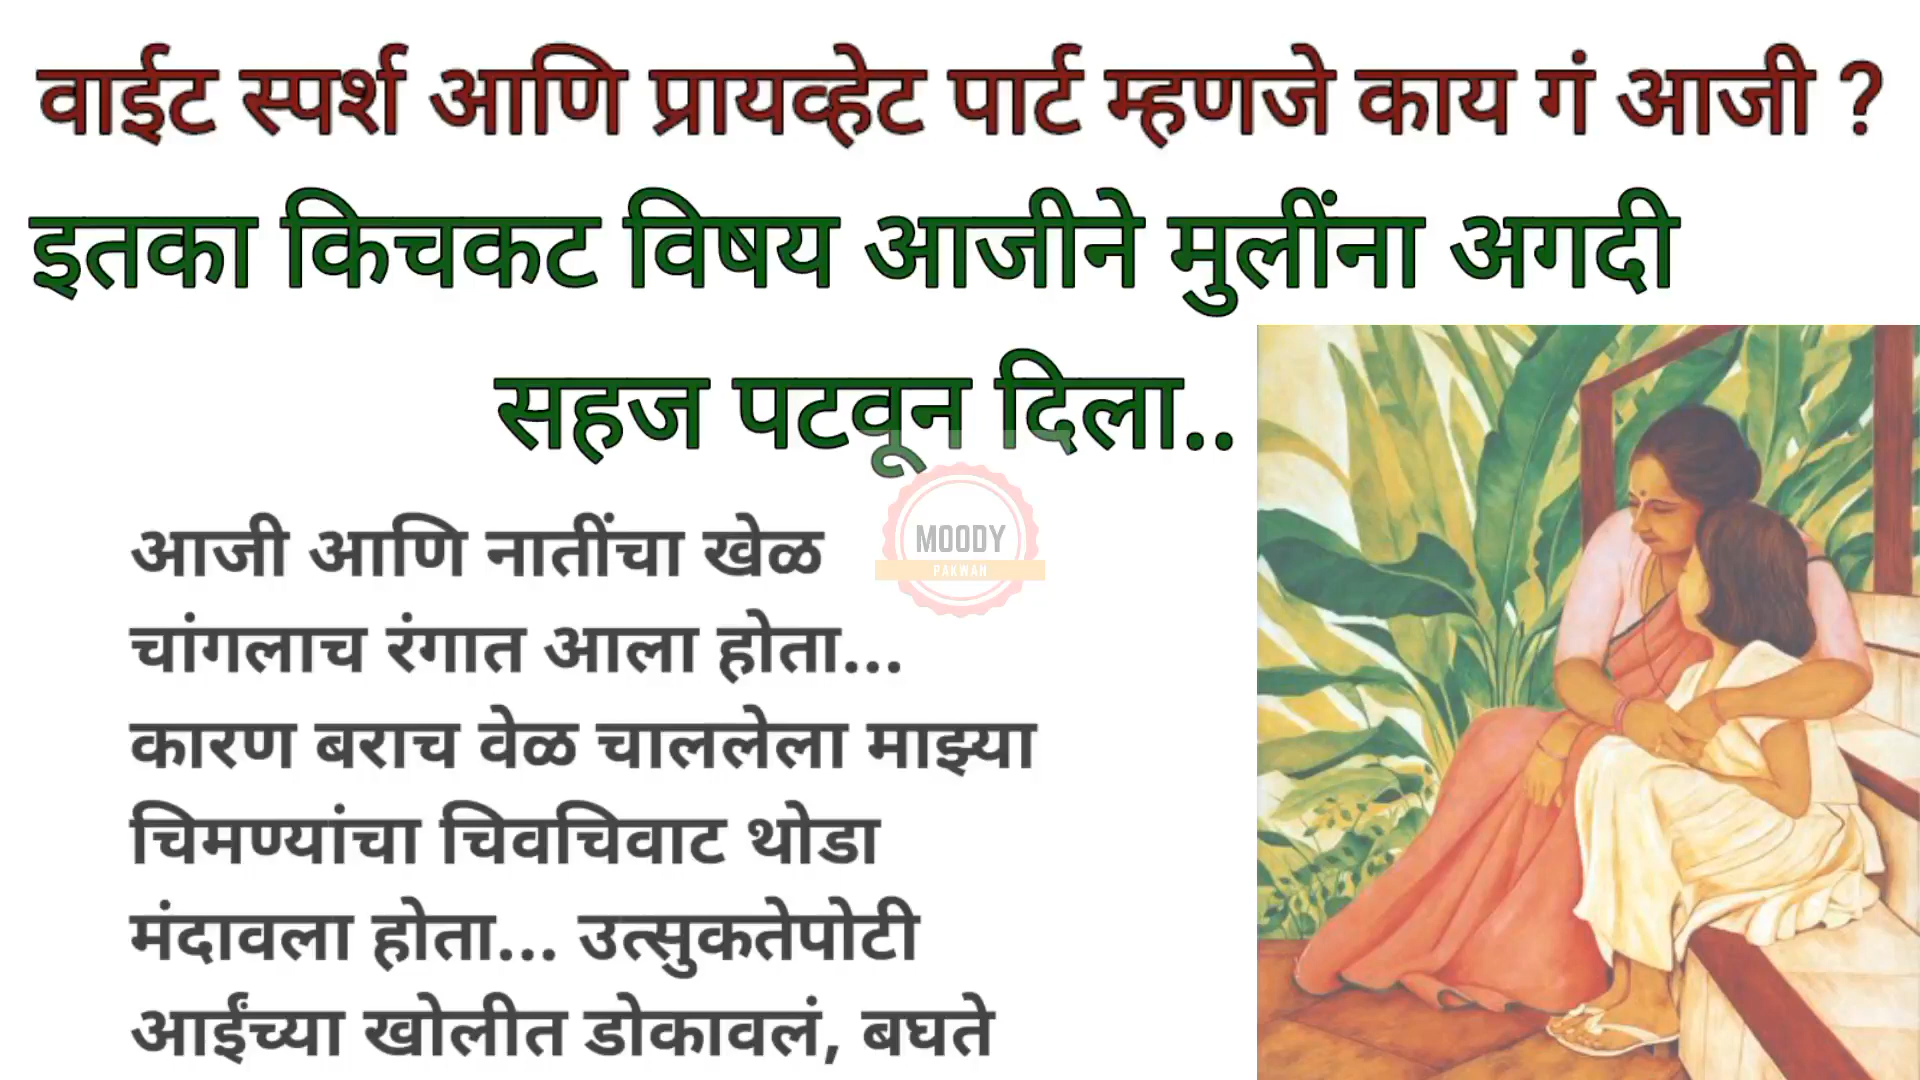 वाईट स्पर्श आणि प्रायव्हेट पार्ट म्हणजे काय गं आजी ?
इतका किचकट विषय आजीने मुलींना अगदी
सहज पटवून दिला..
आजी आणि नातींचा खेळ
चांगलाच रंगात आला होता...
कारण बराच वेळ चाललेला माझ्या
चिमण्यांचा चिवचिवाट थोडा
मंदावला होता... उत्सुकतेपोटी
आईंच्या खोलीत डोकावलं, बघते
MOODY
PAKWAN